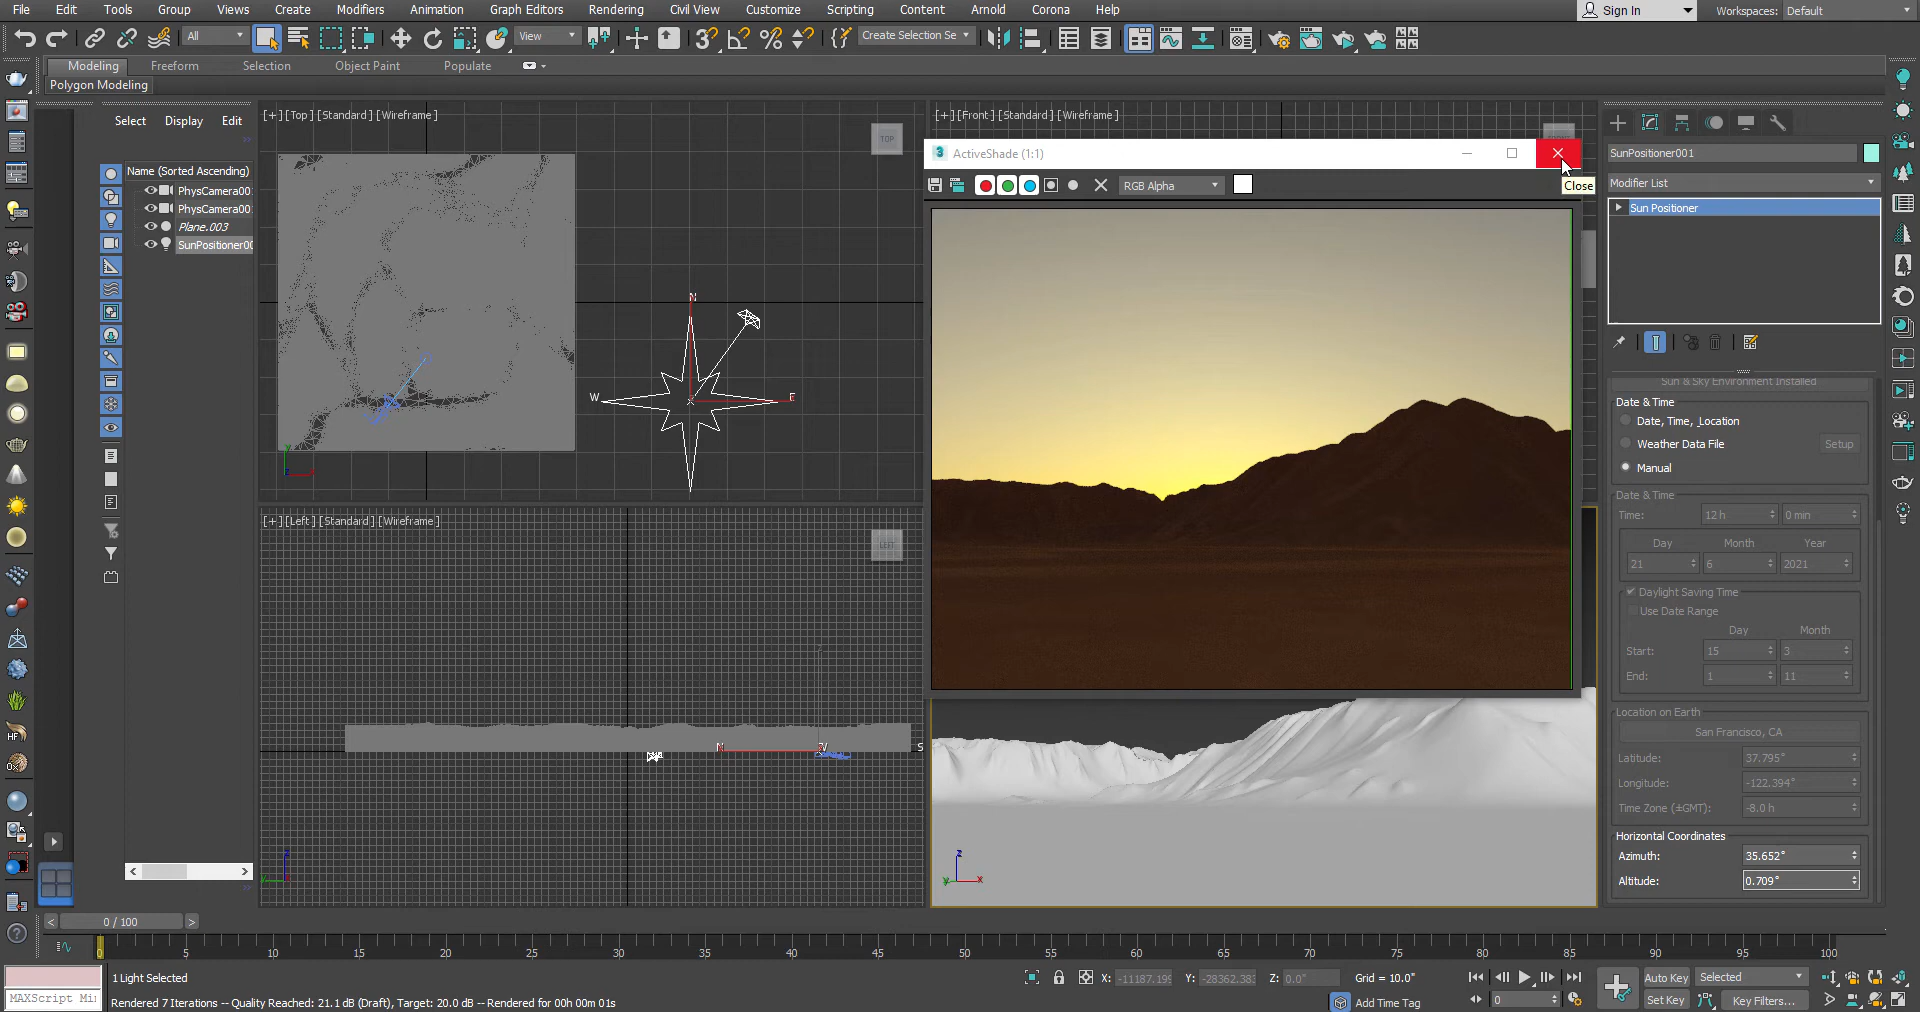 File Edit Tools Group Views Create Modifiers Animation Graph Editors Rendering Civil View Customize Scripting Content Arnold Corona Help
Sign In Workspaces: Default
All View Create Selection Se
Modeling Freeform Selection Object Paint Populate
Polygon Modeling
Select Display Edit
Name (Sorted Ascending)
PhysCamera001
PhysCamera001
Plane.003
SunPositioner00
[+] [Top] [Standard] [Wireframe]
TOP
N
W
E
[+] [Front] [Standard] [Wireframe]
[+] [Left] [Standard] [Wireframe]
LEFT
N
W
S
ActiveShade (1:1)
Close
RGB Alpha
SunPositioner001
Modifier List
Sun Positioner
Sun & Sky Environment Installed
Date & Time
Date, Time, Location
Weather Data File Setup
Manual
Date & Time
Time: 12 h 0 min
Day Month Year
21 6 2021
Daylight Saving Time
Use Date Range
Day Month
Start: 15 3
End: 1 11
Location on Earth
San Francisco, CA
Latitude: 37.795°
Longitude: -122.394°
Time Zone (±GMT): -8.0 h
Horizontal Coordinates
Azimuth: 35.652°
Altitude: 0.709°
0 / 100
0 5 10 15 20 25 30 35 40 45 50 55 60 65 70 75 80 85 90 95 100
1 Light Selected
X: -11187.199 Y: -28362.383 Z: 0.0° Grid = 10.0"
Auto Key Selected
MAXScript Mi
Rendered 7 Iterations -- Quality Reached: 21.1 dB (Draft), Target: 20.0 dB -- Rendered for 00h 00m 01s
Add Time Tag
0
Set Key Key Filters...